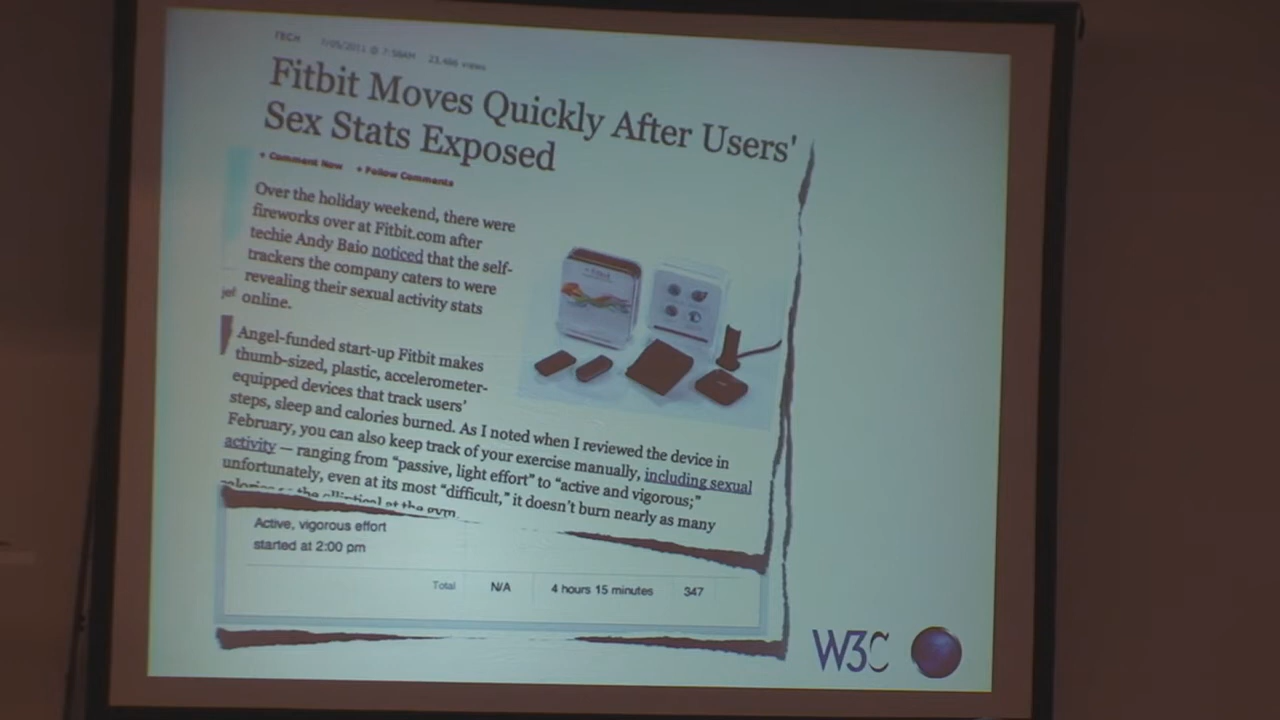 TECH 7/05/2011 @ 7:56AM 23,486 views
Fitbit Moves Quickly After Users'
Sex Stats Exposed
+ Comment Now + Follow Comments
Over the holiday weekend, there were
fireworks over at Fitbit.com after
techie Andy Baio noticed that the self-
trackers the company caters to were
revealing their sexual activity stats
online.
Angel-funded start-up Fitbit makes
thumb-sized, plastic, accelerometer-
equipped devices that track users'
steps, sleep and calories burned. As I noted when I reviewed the device in
February, you can also keep track of your exercise manually, including sexual
activity — ranging from “passive, light effort” to “active and vigorous;”
unfortunately, even at its most “difficult,” it doesn't burn nearly as many
the elliptical at the gym.
Active, vigorous effort
started at 2:00 pm
Total N/A 4 hours 15 minutes 347
W3C